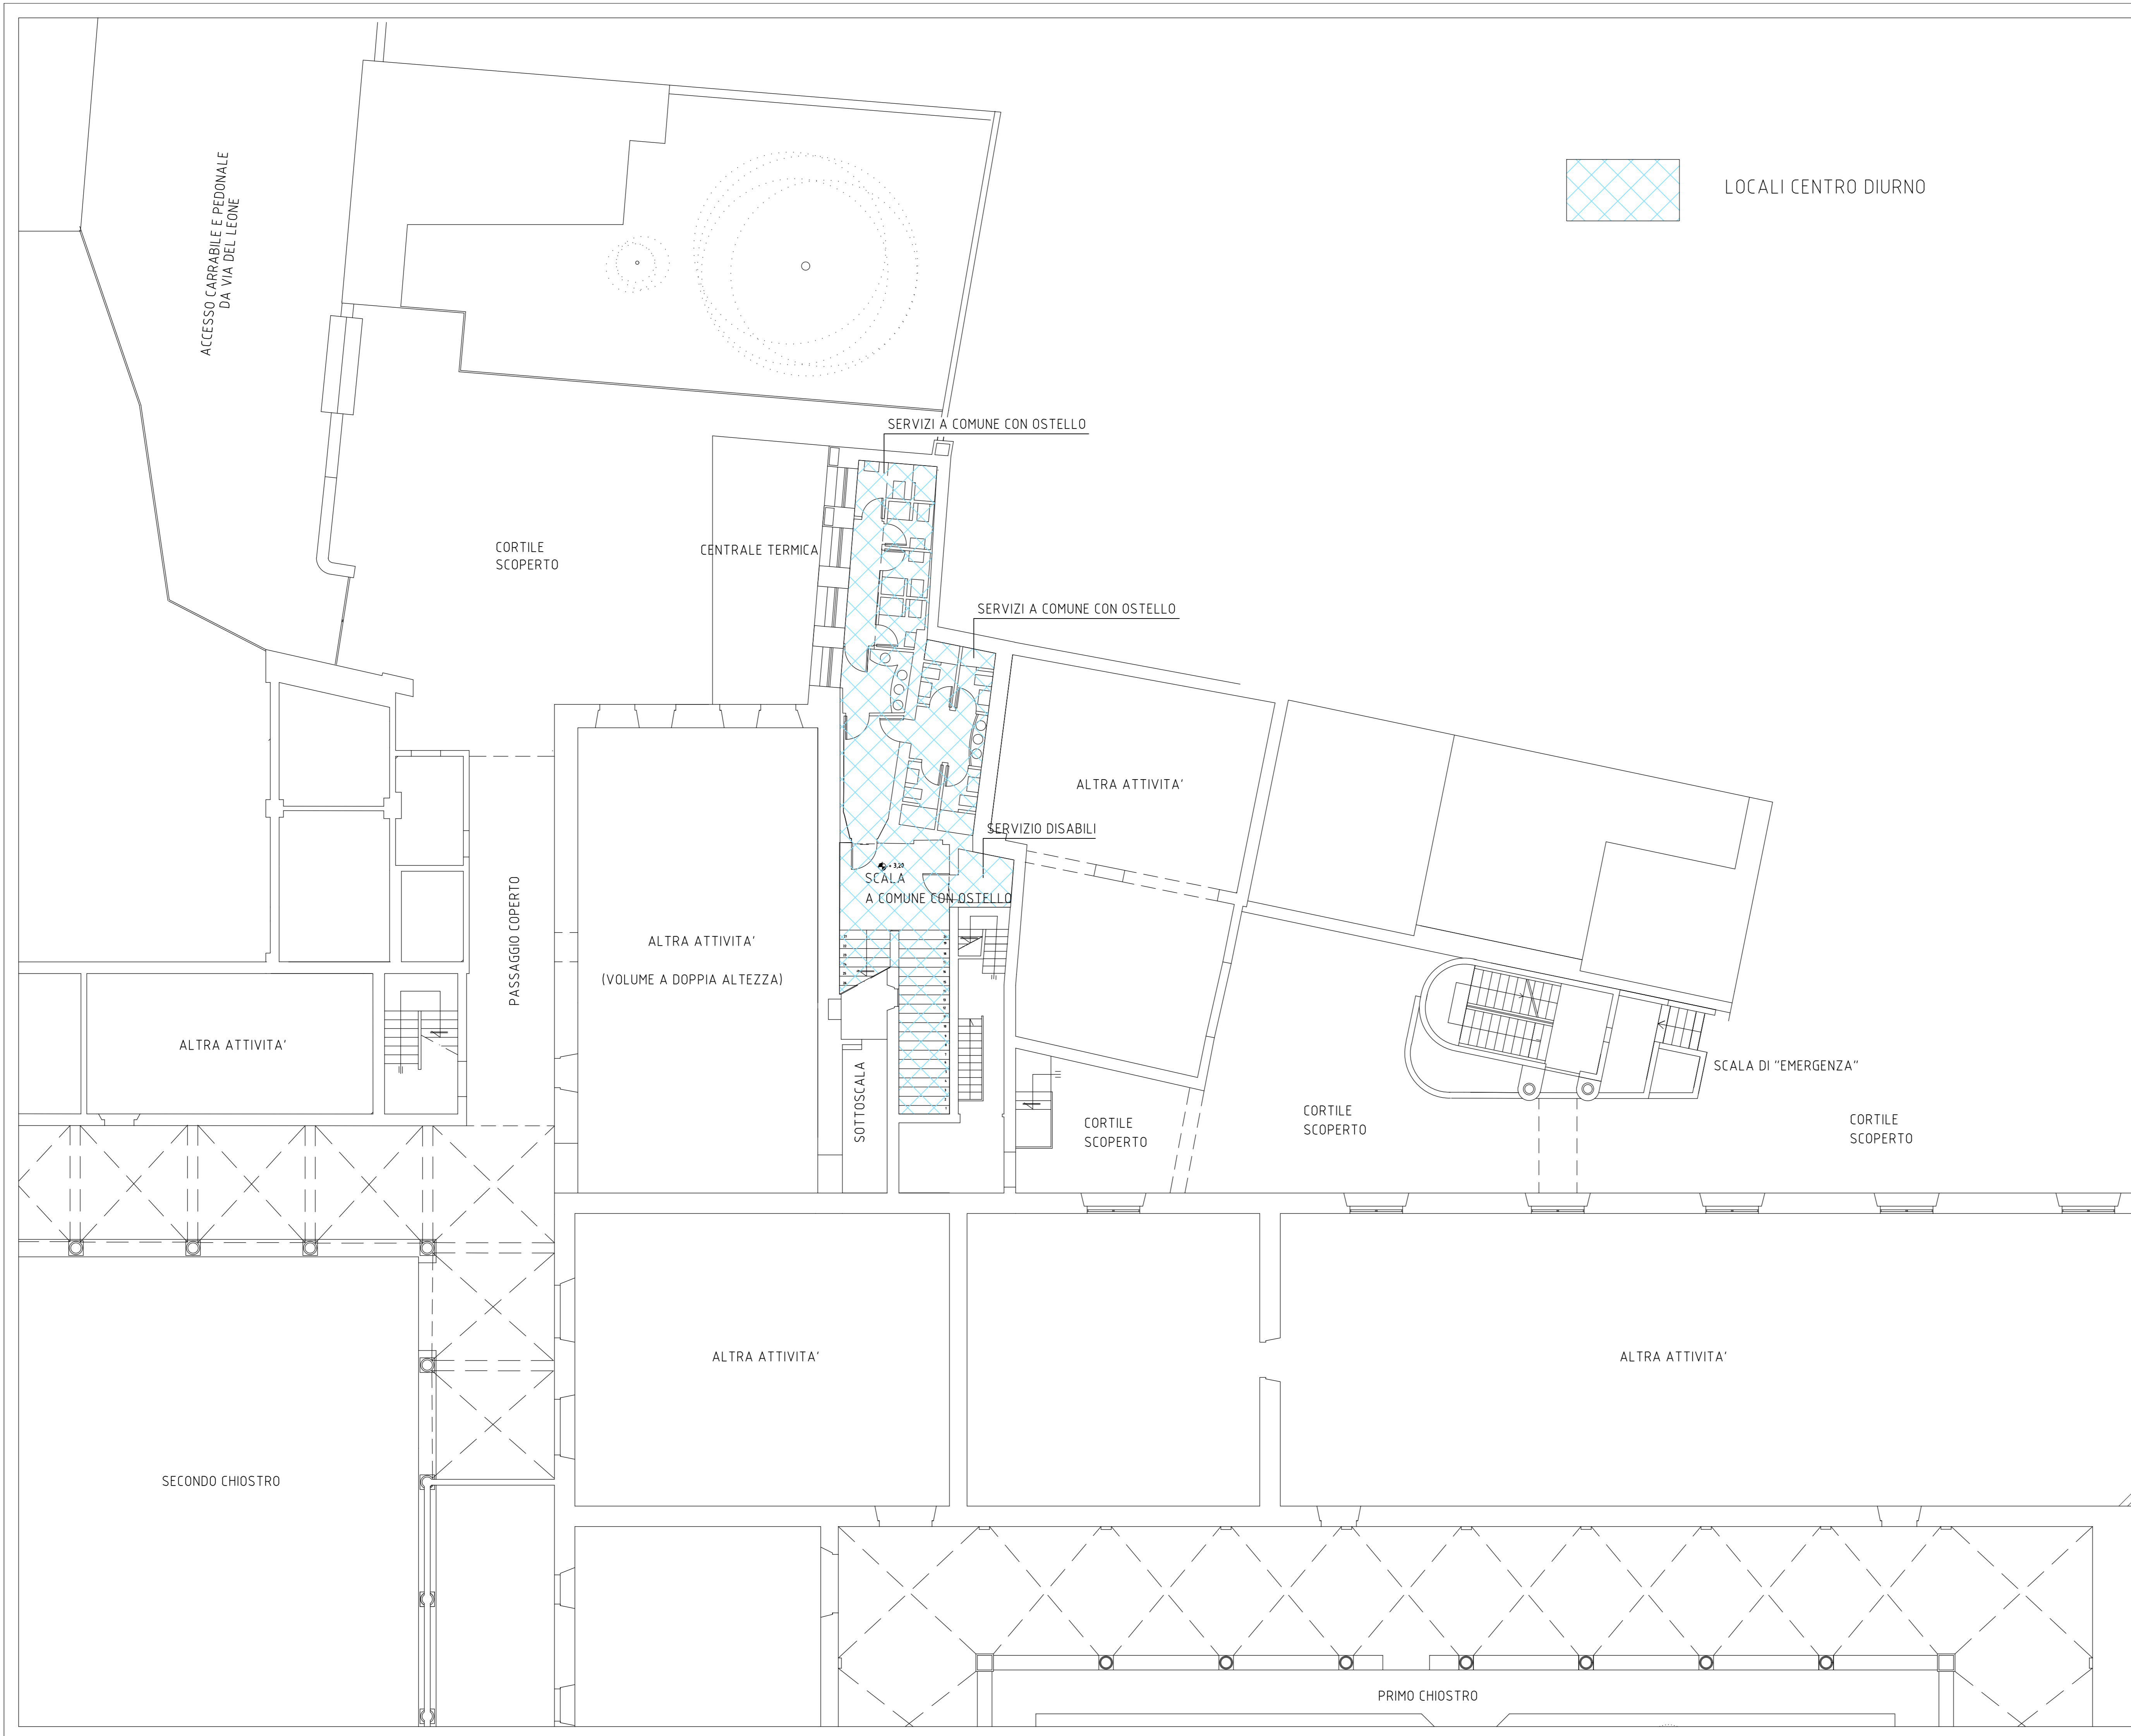 LOCALI CENTRO DIURNO
ACCESSO CARRABILE E PEDONALE
DA VIA DEL LEONE
SERVIZI A COMUNE CON OSTELLO
CORTILE
SCOPERTO
CENTRALE TERMICA
SERVIZI A COMUNE CON OSTELLO
ALTRA ATTIVITA'
SERVIZIO DISABILI
+ 3,20
SCALA
A COMUNE CON OSTELLO
PASSAGGIO COPERTO
ALTRA ATTIVITA'
(VOLUME A DOPPIA ALTEZZA)
ALTRA ATTIVITA'
SOTTOSCALA
SCALA DI "EMERGENZA"
CORTILE
SCOPERTO
CORTILE
SCOPERTO
CORTILE
SCOPERTO
ALTRA ATTIVITA'
ALTRA ATTIVITA'
SECONDO CHIOSTRO
PRIMO CHIOSTRO